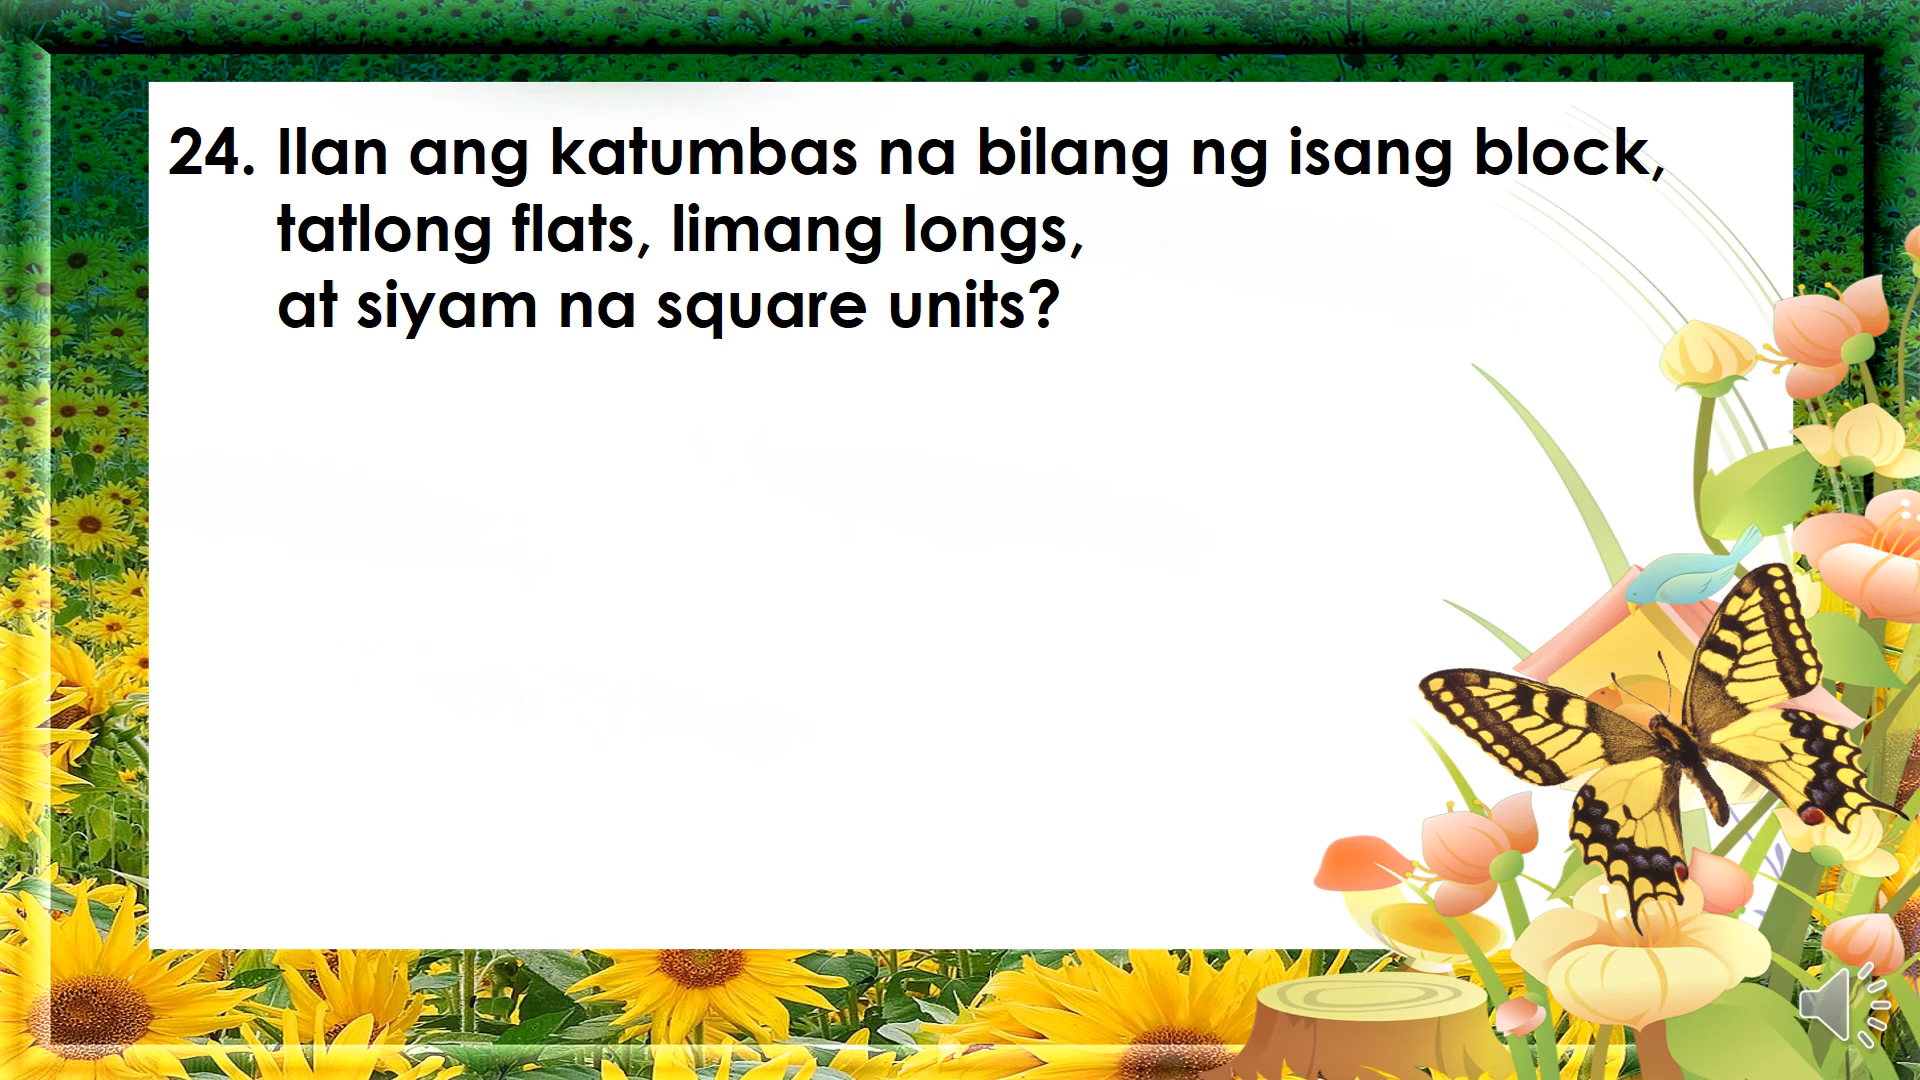 24. Ilan ang katumbas na bilang ng isang block,
tatlong flats, limang longs,
at siyam na square units?